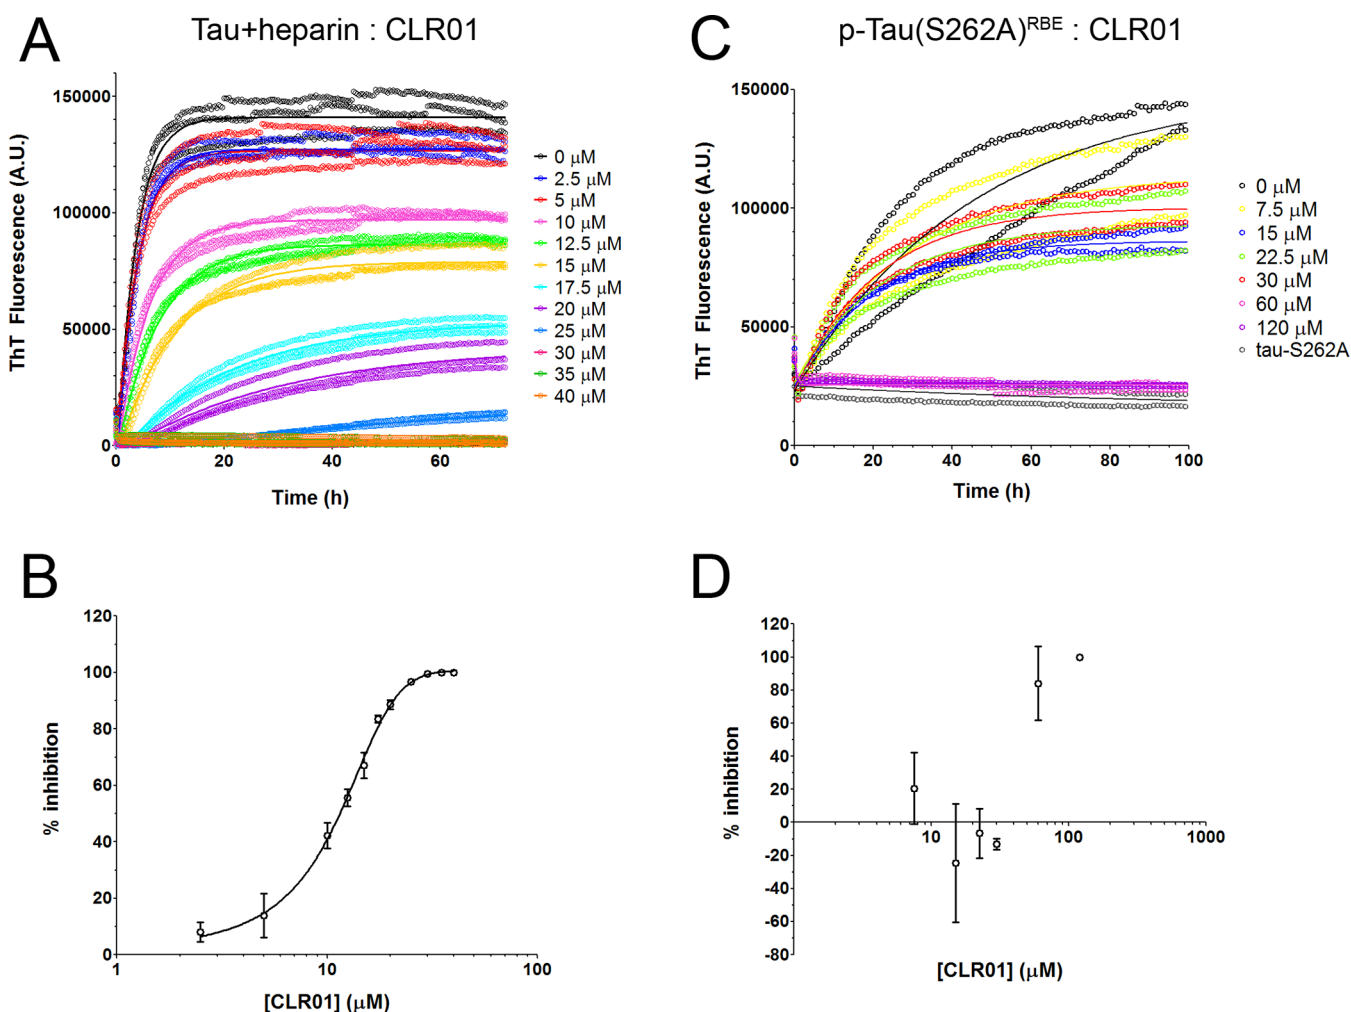 A
Tau+heparin : CLR01
150000
100000
50000
0
ThT Fluorescence (A.U.)
0
20
40
60
Time (h)
0 μM
2.5 μM
5 μM
10 μM
12.5 μM
15 μM
17.5 μM
20 μM
25 μM
30 μM
35 μM
40 μM
C
p-Tau(S262A)ᴿᴮᴱ : CLR01
150000
100000
50000
0
ThT Fluorescence (A.U.)
0
20
40
60
80
100
Time (h)
0 μM
7.5 μM
15 μM
22.5 μM
30 μM
60 μM
120 μM
tau-S262A
B
120
100
80
60
40
20
0
% inhibition
1
10
100
[CLR01] (μM)
D
120
100
80
60
40
20
0
-20
-40
-60
-80
% inhibition
10
100
1000
[CLR01] (μM)